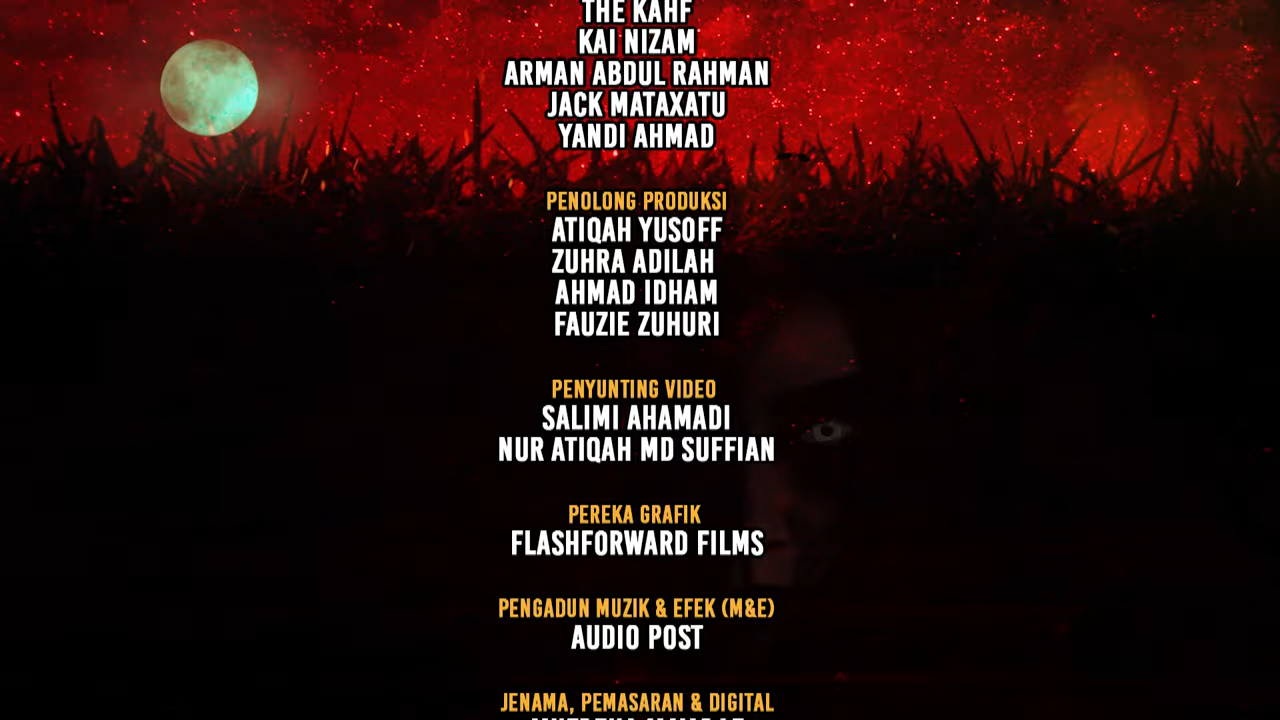 THE KAHF
KAI NIZAM
ARMAN ABDUL RAHMAN
JACK MATAXATU
YANDI AHMAD
PENOLONG PRODUKSI
ATIQAH YUSOFF
ZUHRA ADILAH
AHMAD IDHAM
FAUZIE ZUHURI
PENYUNTING VIDEO
SALIMI AHAMADI
NUR ATIQAH MD SUFFIAN
PEREKA GRAFIK
FLASHFORWARD FILMS
PENGADUN MUZIK & EFEK (M&E)
AUDIO POST
JENAMA, PEMASARAN & DIGITAL